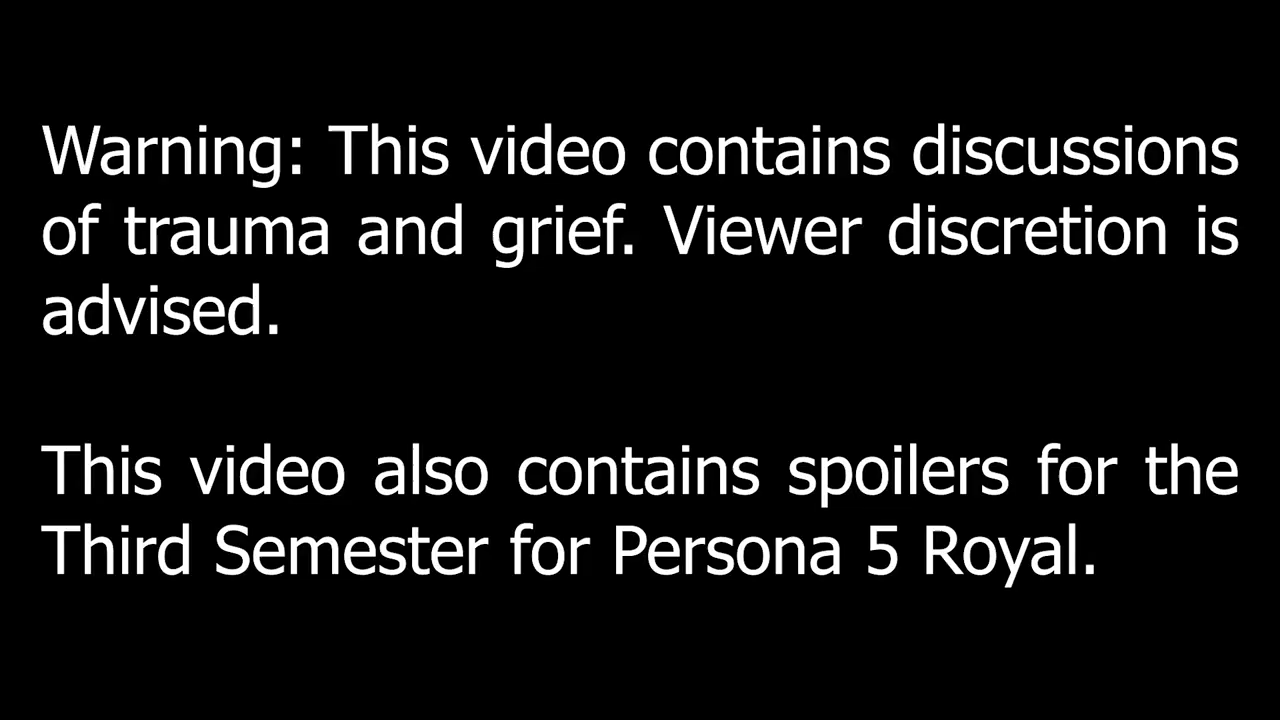 Warning: This video contains discussions
of trauma and grief. Viewer discretion is
advised.
This video also contains spoilers for the
Third Semester for Persona 5 Royal.